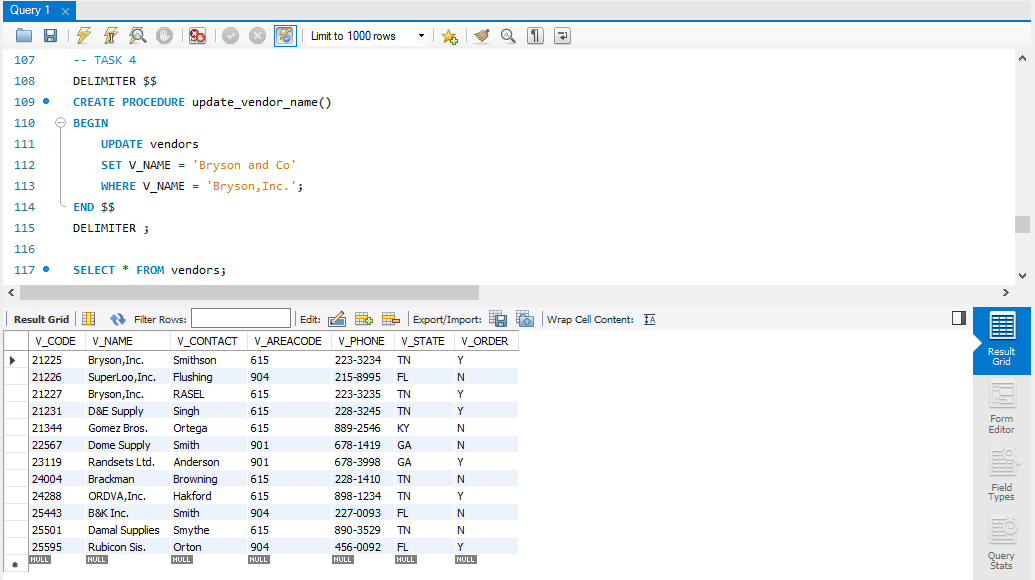 Query 1
Limit to 1000 rows
107 -- TASK 4
108 DELIMITER $$
109 CREATE PROCEDURE update_vendor_name()
110 BEGIN
111 UPDATE vendors
112 SET V_NAME = 'Bryson and Co'
113 WHERE V_NAME = 'Bryson,Inc.';
114 END $$
115 DELIMITER ;
116
117 SELECT * FROM vendors;
Result Grid Filter Rows: Edit: Export/Import: Wrap Cell Content:
V_CODE V_NAME V_CONTACT V_AREACODE V_PHONE V_STATE V_ORDER
21225 Bryson,Inc. Smithson 615 223-3234 TN Y
21226 SuperLoo,Inc. Flushing 904 215-8995 FL N
21227 Bryson,Inc. RASEL 615 223-3235 TN Y
21231 D&E Supply Singh 615 228-3245 TN Y
21344 Gomez Bros. Ortega 615 889-2546 KY N
22567 Dome Supply Smith 901 678-1419 GA N
23119 Randsets Ltd. Anderson 901 678-3998 GA Y
24004 Brackman Browning 615 228-1410 TN N
24288 ORDVA,Inc. Hakford 615 898-1234 TN Y
25443 B&K Inc. Smith 904 227-0093 FL N
25501 Damal Supplies Smythe 615 890-3529 TN N
25595 Rubicon Sis. Orton 904 456-0092 FL Y
NULL NULL NULL NULL NULL NULL NULL
Result
Grid
Form
Editor
Field
Types
Query
Stats